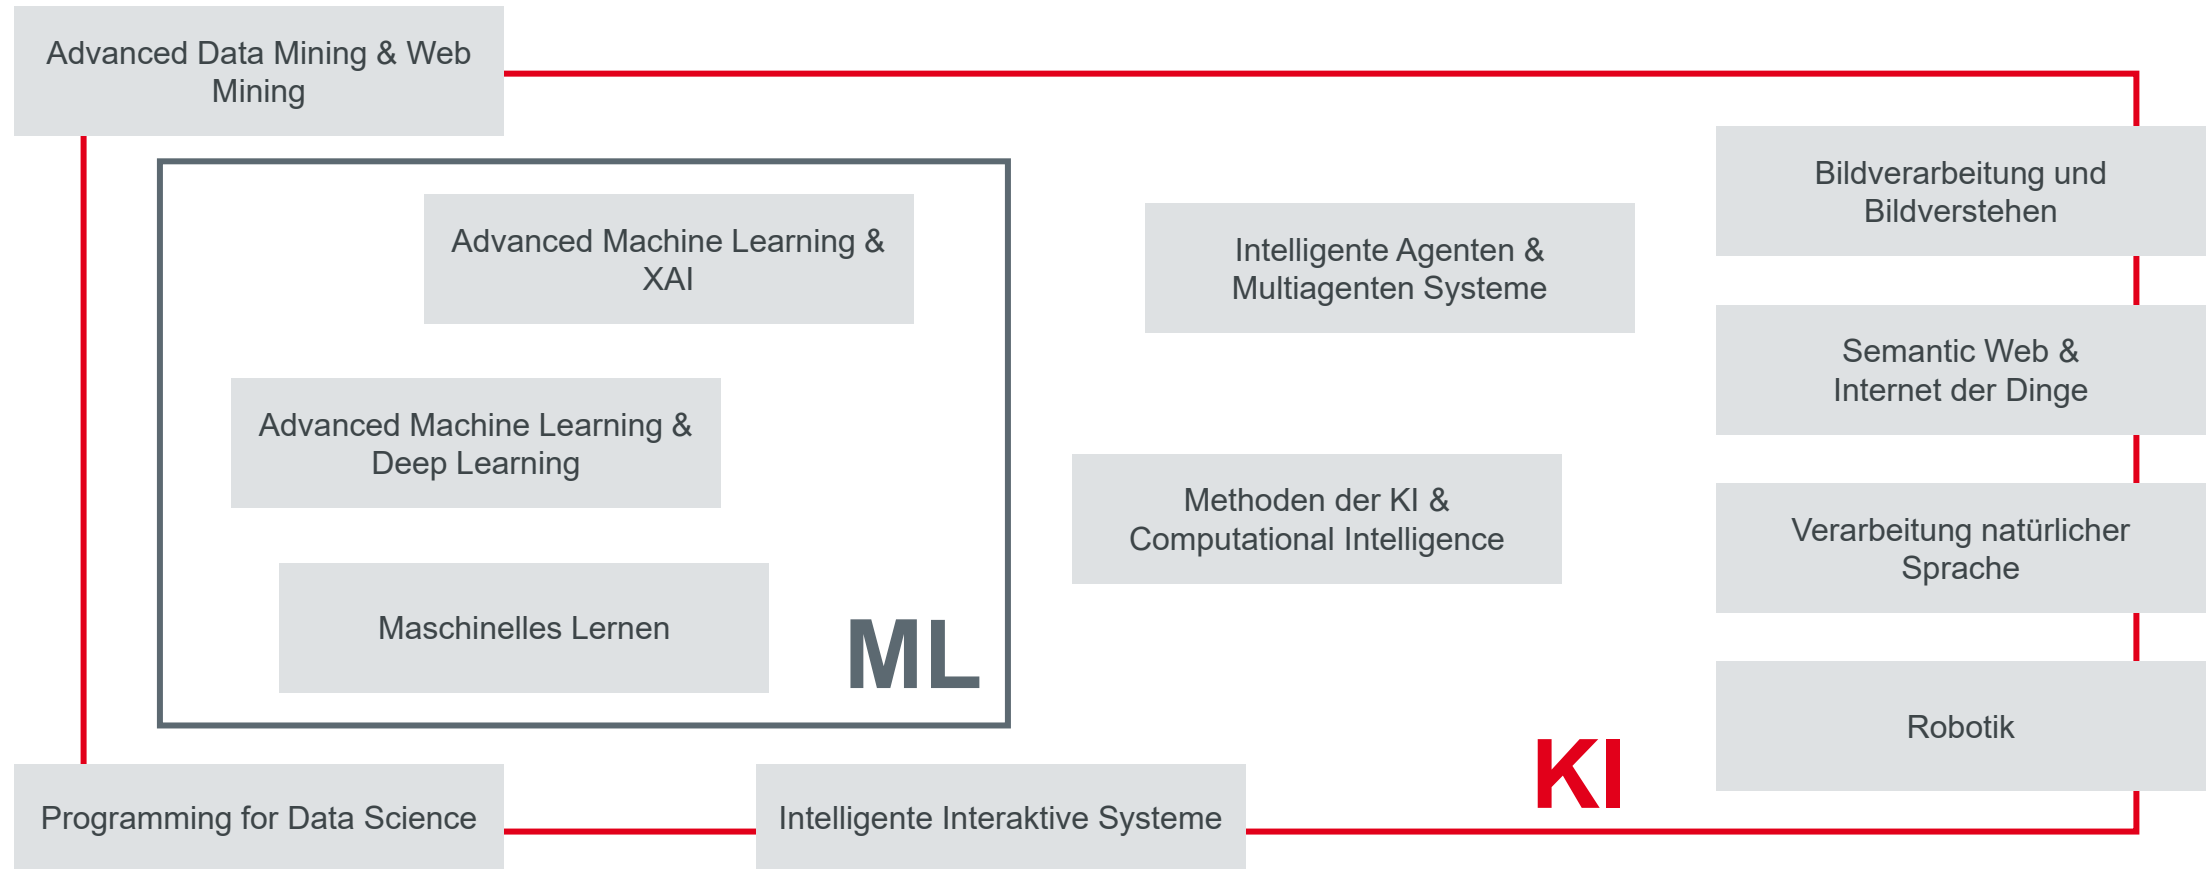 Advanced Data Mining & Web
Mining
Bildverarbeitung und
Bildverstehen
Advanced Machine Learning &
XAI
Intelligente Agenten &
Multiagenten Systeme
Semantic Web &
Internet der Dinge
Advanced Machine Learning &
Deep Learning
Methoden der KI &
Computational Intelligence
Verarbeitung natürlicher
Sprache
Maschinelles Lernen
ML
Robotik
KI
Programming for Data Science
Intelligente Interaktive Systeme